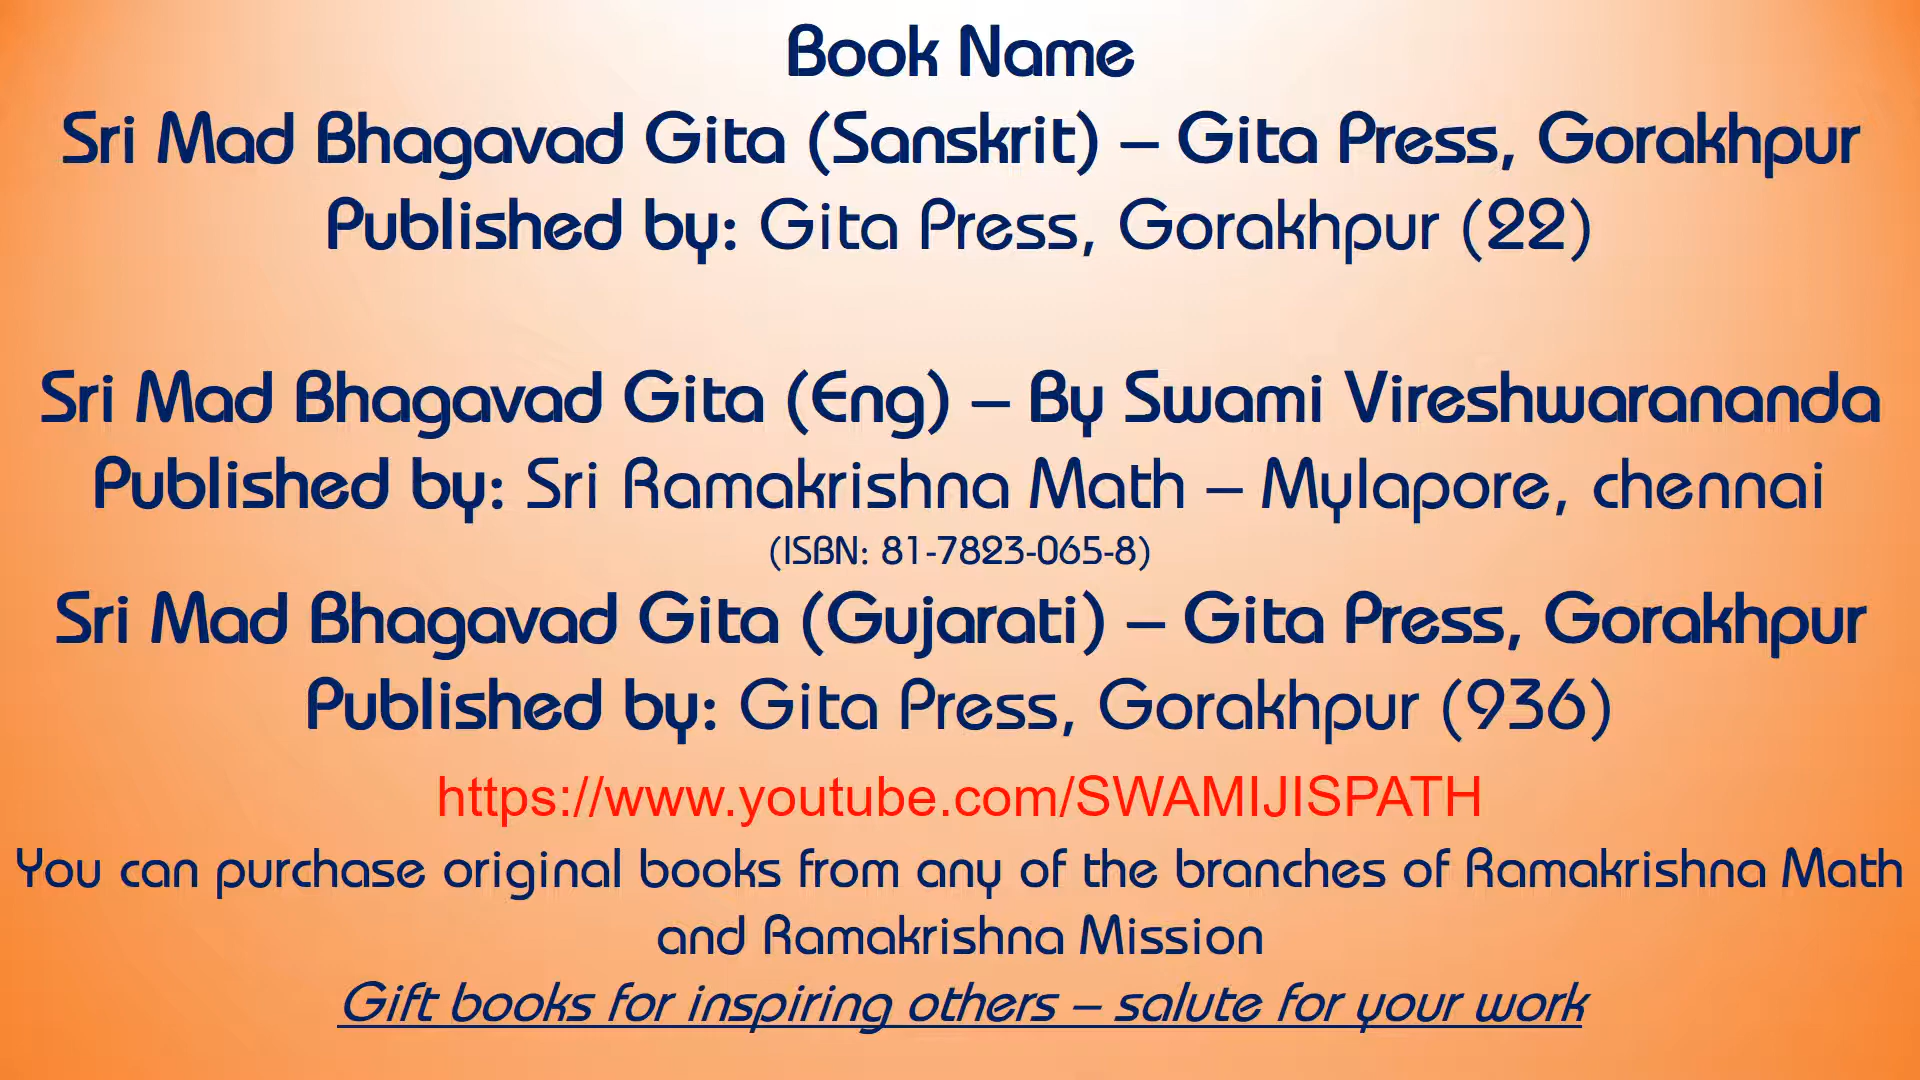 Book Name
Sri Mad Bhagavad Gita (Sanskrit) – Gita Press, Gorakhpur
Published by: Gita Press, Gorakhpur (22)
Sri Mad Bhagavad Gita (Eng) – By Swami Vireshwarananda
Published by: Sri Ramakrishna Math – Mylapore, chennai
(ISBN: 81-7823-065-8)
Sri Mad Bhagavad Gita (Gujarati) – Gita Press, Gorakhpur
Published by: Gita Press, Gorakhpur (936)
https://www.youtube.com/SWAMIJISPATH
You can purchase original books from any of the branches of Ramakrishna Math
and Ramakrishna Mission
Gift books for inspiring others – salute for your work